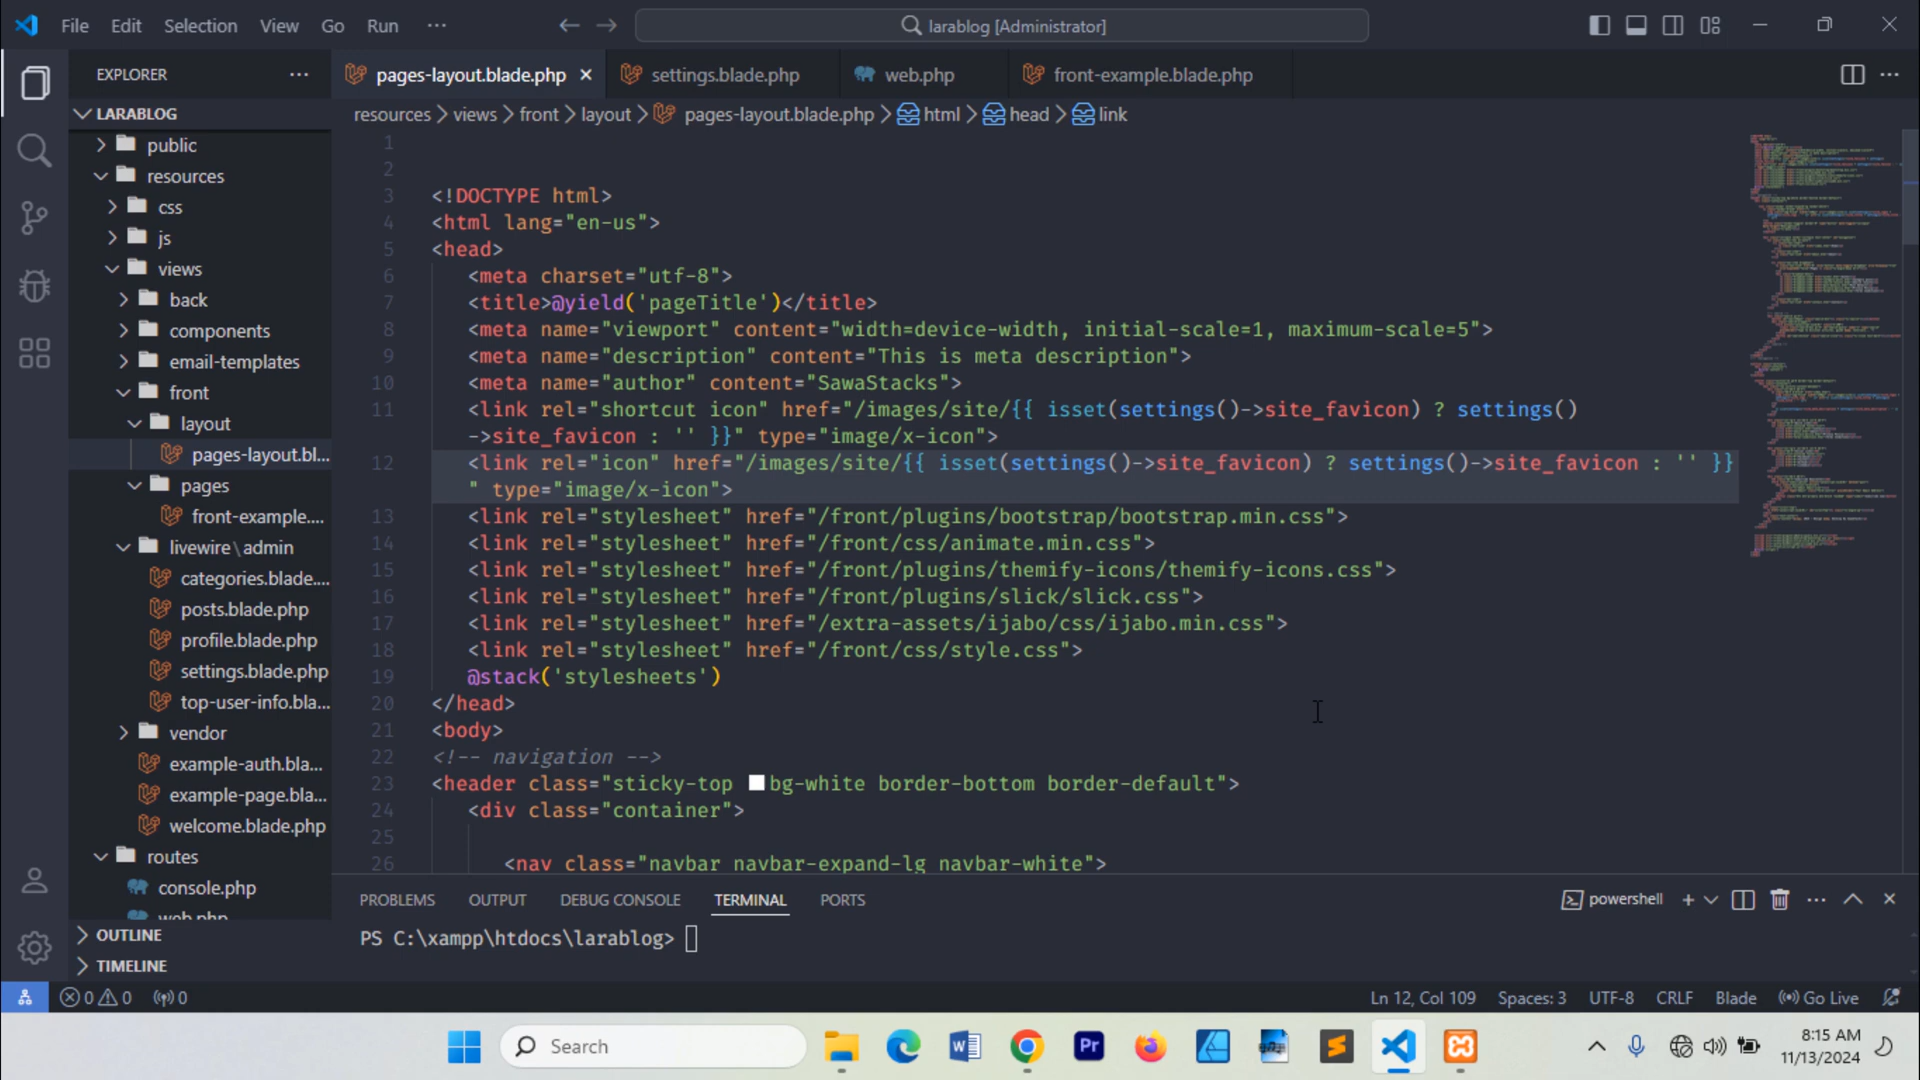 File Edit Selection View Go Run ···
larablog [Administrator]
EXPLORER ···
LARABLOG
public
resources
css
js
views
back
components
email-templates
front
layout
pages-layout.bl...
pages
front-example....
livewire\admin
categories.blade....
posts.blade.php
profile.blade.php
settings.blade.php
top-user-info.bla...
vendor
example-auth.bla...
example-page.bla...
welcome.blade.php
routes
console.php
web.php
OUTLINE
TIMELINE
pages-layout.blade.php settings.blade.php web.php front-example.blade.php
resources > views > front > layout > pages-layout.blade.php > html > head > link
1
2
3 <!DOCTYPE html>
4 <html lang="en-us">
5 <head>
6 <meta charset="utf-8">
7 <title>@yield('pageTitle')</title>
8 <meta name="viewport" content="width=device-width, initial-scale=1, maximum-scale=5">
9 <meta name="description" content="This is meta description">
10 <meta name="author" content="SawaStacks">
11 <link rel="shortcut icon" href="/images/site/{{ isset(settings()->site_favicon) ? settings()
->site_favicon : '' }}" type="image/x-icon">
12 <link rel="icon" href="/images/site/{{ isset(settings()->site_favicon) ? settings()->site_favicon : '' }}
" type="image/x-icon">
13 <link rel="stylesheet" href="/front/plugins/bootstrap/bootstrap.min.css">
14 <link rel="stylesheet" href="/front/css/animate.min.css">
15 <link rel="stylesheet" href="/front/plugins/themify-icons/themify-icons.css">
16 <link rel="stylesheet" href="/front/plugins/slick/slick.css">
17 <link rel="stylesheet" href="/extra-assets/ijabo/css/ijabo.min.css">
18 <link rel="stylesheet" href="/front/css/style.css">
19 @stack('stylesheets')
20 </head>
21 <body>
22 <!-- navigation -->
23 <header class="sticky-top bg-white border-bottom border-default">
24 <div class="container">
25
26 <nav class="navbar navbar-expand-lg navbar-white">
PROBLEMS OUTPUT DEBUG CONSOLE TERMINAL PORTS
powershell
PS C:\xampp\htdocs\larablog>
0 0 0
Ln 12, Col 109 Spaces: 3 UTF-8 CRLF Blade Go Live
Search
Pr
8:15 AM
11/13/2024